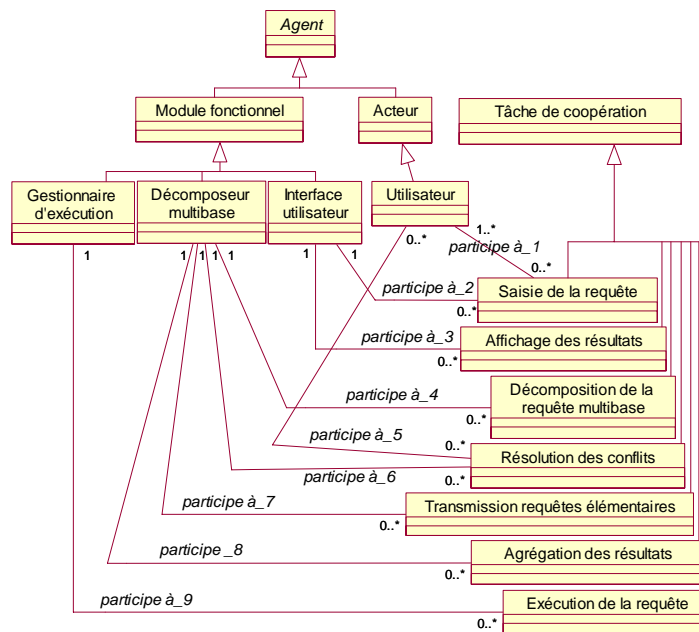 Agent
Module fonctionnel
Acteur
Tâche de coopération
Gestionnaire
d'exécution
Décomposeur
multibase
Interface
utilisateur
Utilisateur
1
1
1
1
1
1
1
0..*
1..*
participe à_1
0..*
participe à_2
Saisie de la requête
0..*
participe à_3
Affichage des résultats
0..*
participe à_4
Décomposition de la
requête multibase
0..*
participe à_5
0..*
Résolution des conflits
participe à_6
0..*
participe à_7
Transmission requêtes élémentaires
0..*
participe _8
Agrégation des résultats
0..*
participe à_9
Exécution de la requête
0..*